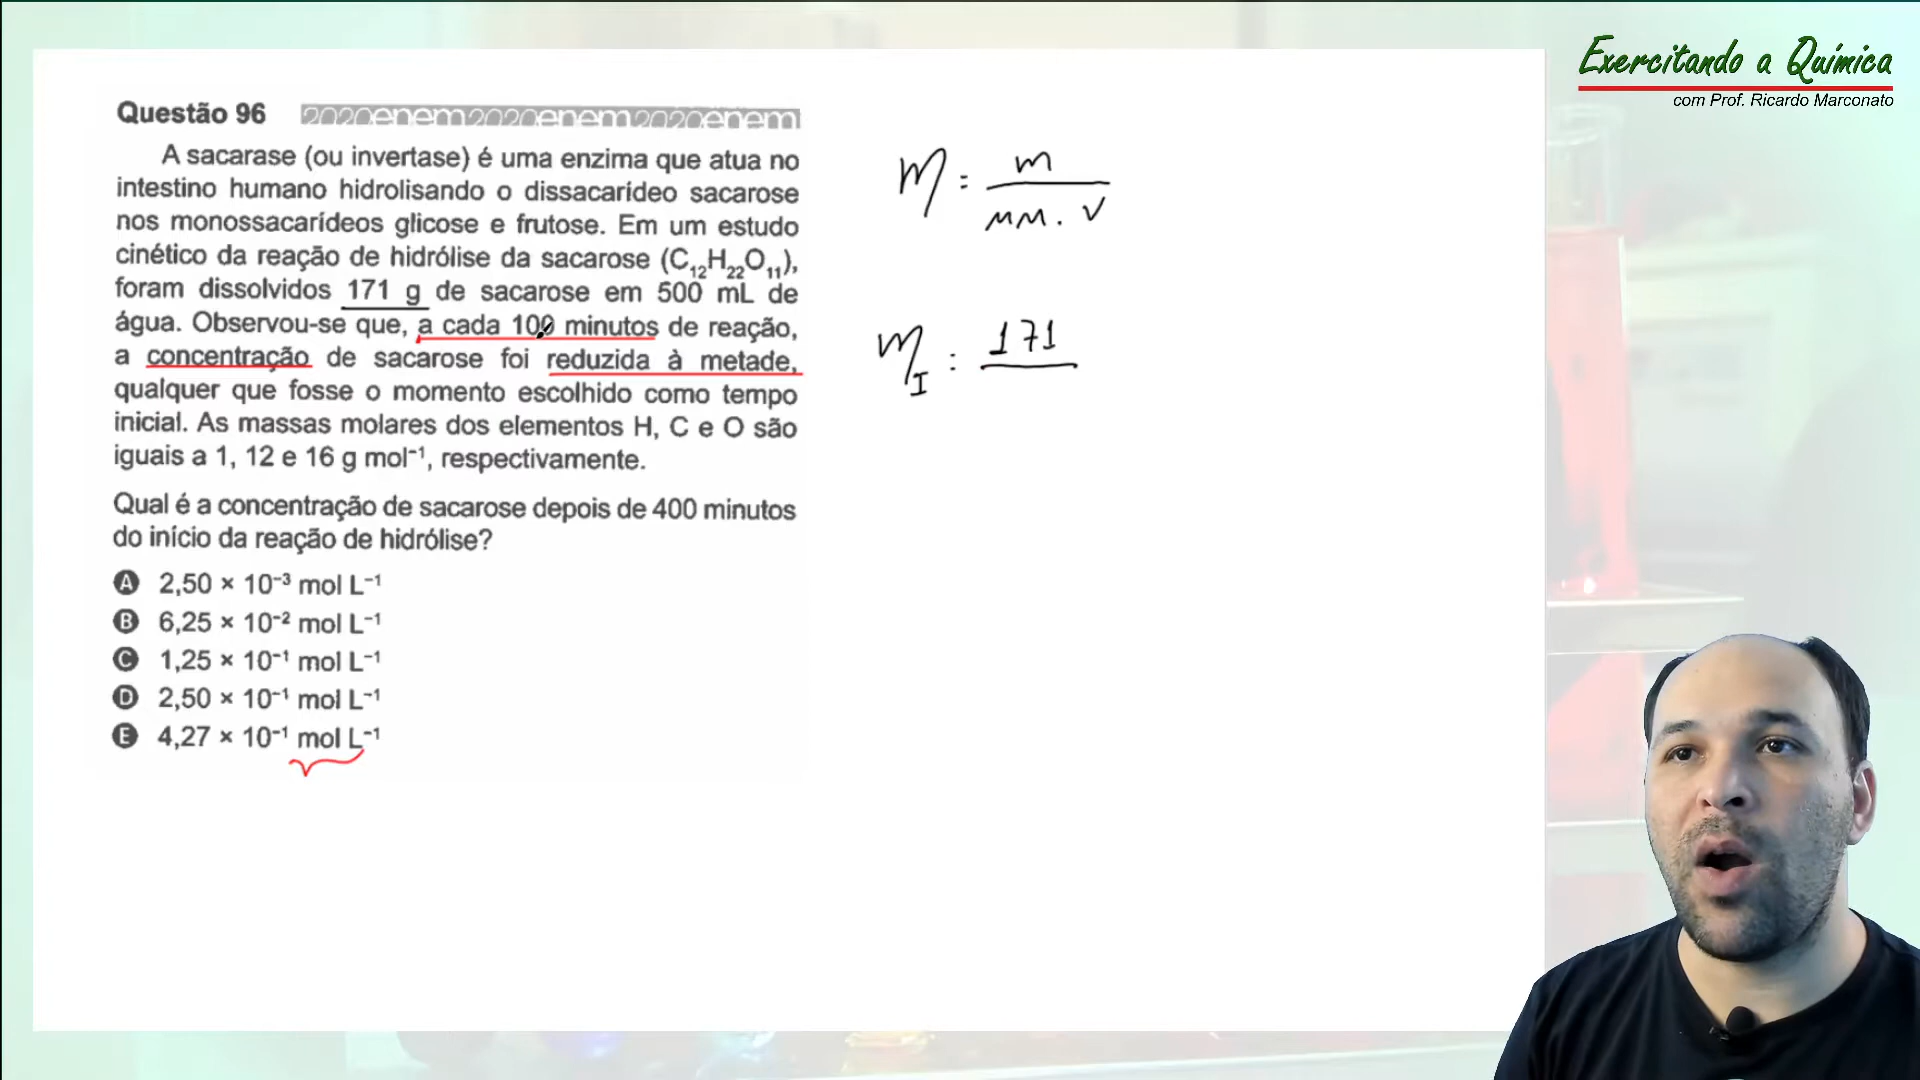 Exercitando a Química
com Prof. Ricardo Marconato
Questão 96 2020enem2020enem2020enem
A sacarase (ou invertase) é uma enzima que atua no
intestino humano hidrolisando o dissacarídeo sacarose
nos monossacarídeos glicose e frutose. Em um estudo
cinético da reação de hidrólise da sacarose (C₁₂H₂₂O₁₁),
foram dissolvidos 171 g de sacarose em 500 mL de
água. Observou-se que, a cada 100 minutos de reação,
a concentração de sacarose foi reduzida à metade,
qualquer que fosse o momento escolhido como tempo
inicial. As massas molares dos elementos H, C e O são
iguais a 1, 12 e 16 g mol⁻¹, respectivamente.
Qual é a concentração de sacarose depois de 400 minutos
do início da reação de hidrólise?
A 2,50 × 10⁻³ mol L⁻¹
B 6,25 × 10⁻² mol L⁻¹
C 1,25 × 10⁻¹ mol L⁻¹
D 2,50 × 10⁻¹ mol L⁻¹
E 4,27 × 10⁻¹ mol L⁻¹
M = m
MM . V
M I : 171